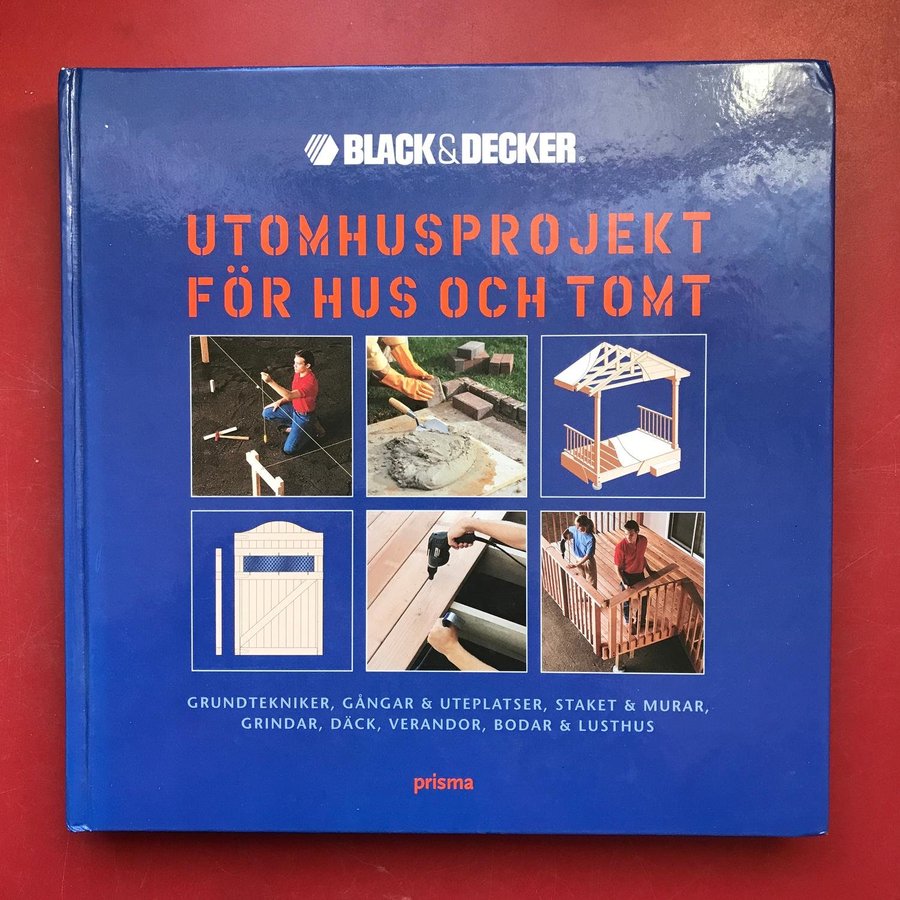 BLACK&DECKER®
UTOMHUSPROJEKT
FÖR HUS OCH TOMT
GRUNDTEKNIKER, GÅNGAR & UTEPLATSER, STAKET & MURAR,
GRINDAR, DÄCK, VERANDOR, BODAR & LUSTHUS
prisma